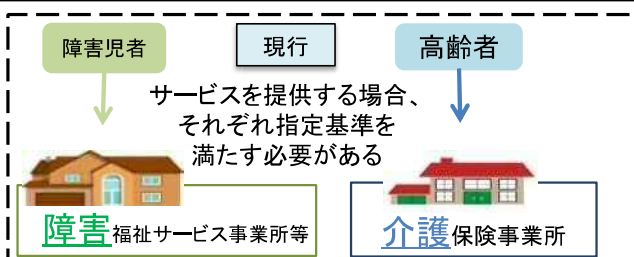 障害児者
現行
高齢者
サービスを提供する場合、
それぞれ指定基準を
満たす必要がある
障害福祉サービス事業所等
介護保険事業所